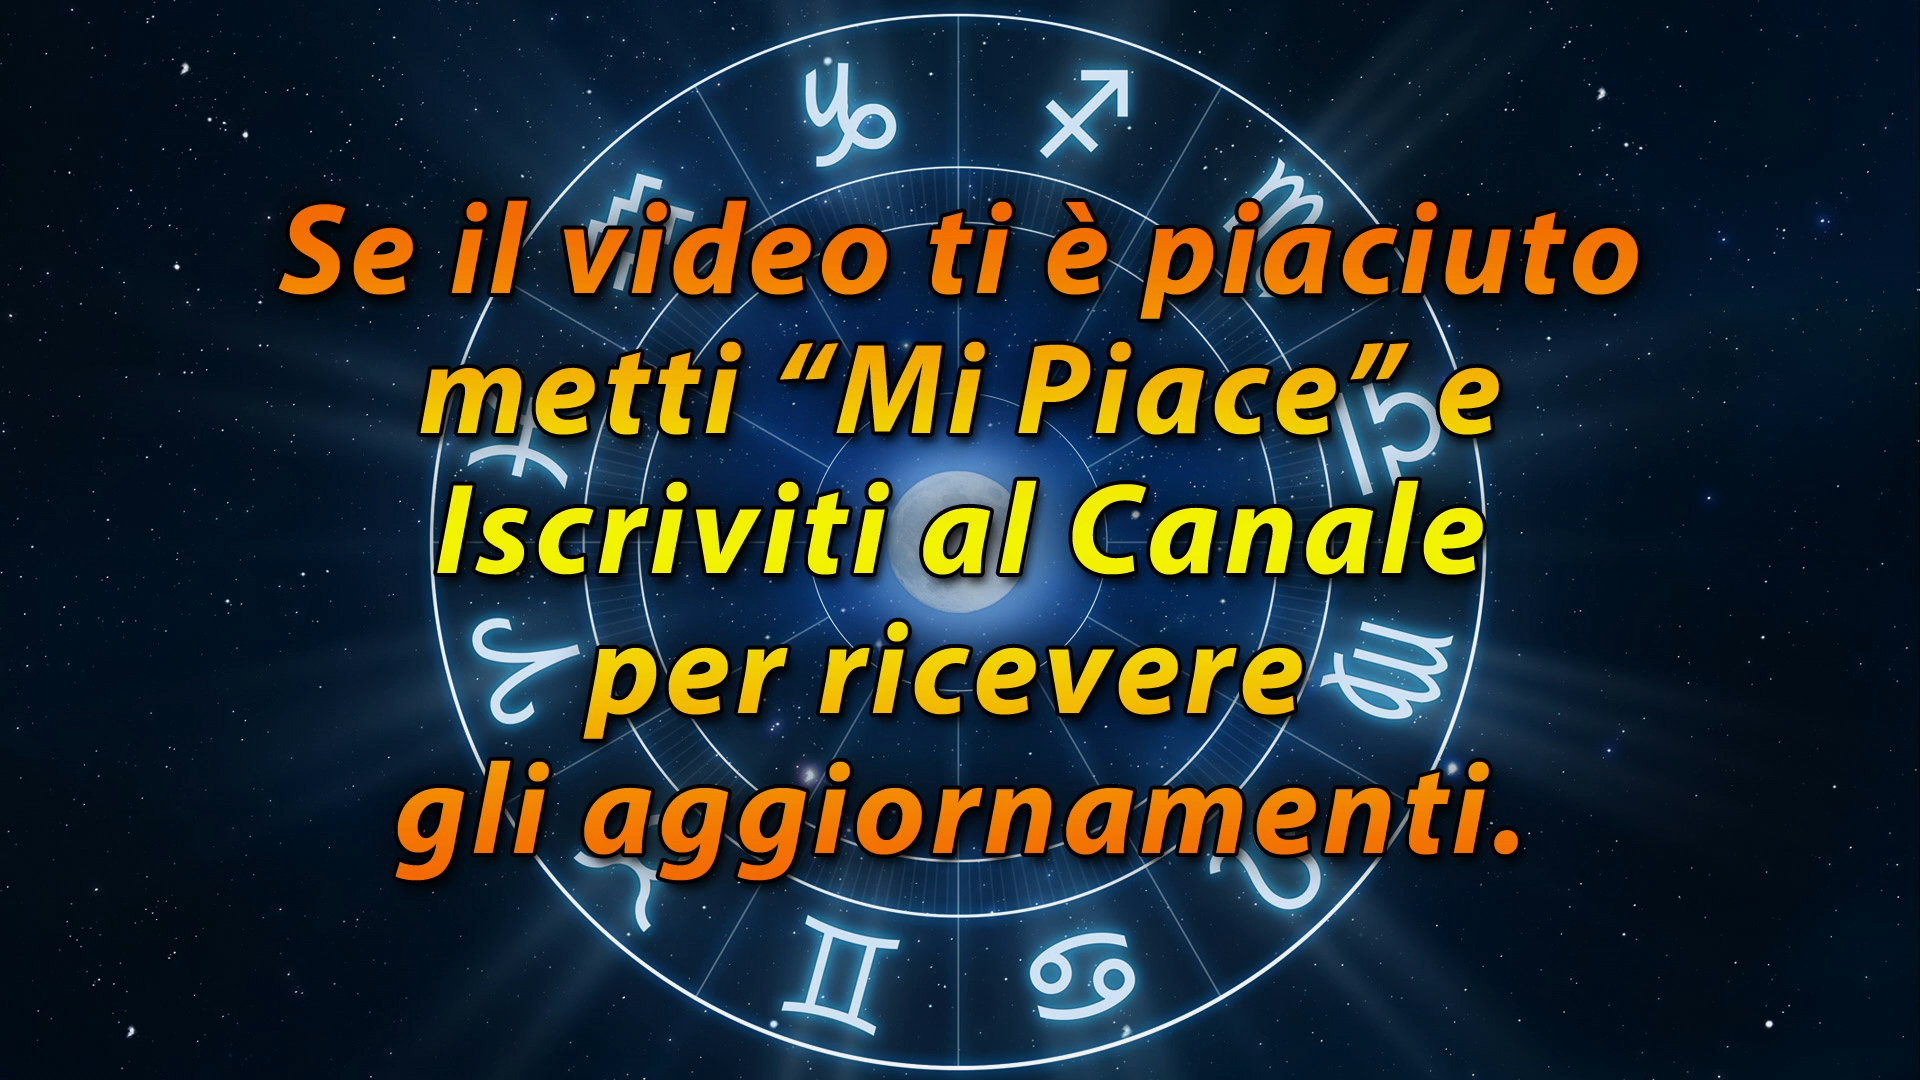 Se il video ti è piaciuto
metti “Mi Piace” e
Iscriviti al Canale
per ricevere
gli aggiornamenti.